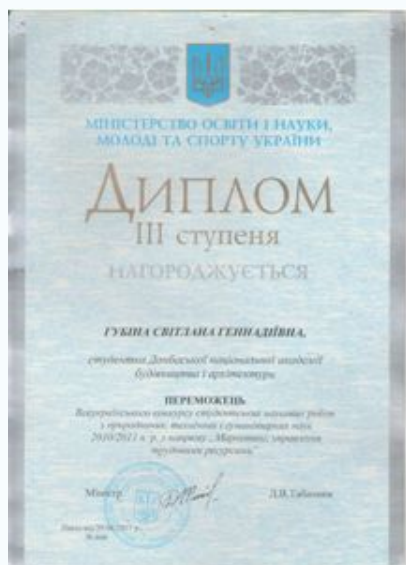 МІНІСТЕРСТВО ОСВІТИ І НАУКИ,
МОЛОДІ ТА СПОРТУ УКРАЇНИ
ДИПЛОМ
III ступеня
НАГОРОДЖУЄТЬСЯ
ГУБІНА СВІТЛАНА ГЕННАДІЇВНА,
студентка Донбаської національної академії
будівництва і архітектури
ПЕРЕМОЖЕЦЬ
Всеукраїнського конкурсу студентських наукових робіт
з природничих, технічних і гуманітарних наук
2010/2011 н. р. з напряму „Маркетинг, управління
трудовими ресурсами”
Міністр
Д.В.Табачник